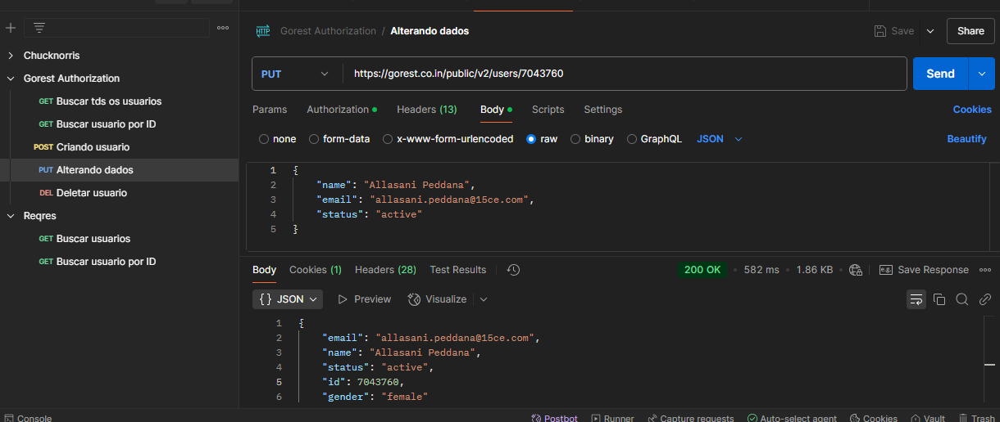 Gorest Authorization / Alterando dados
Save
Share
Chucknorris
Gorest Authorization
GET Buscar tds os usuarios
GET Buscar usuario por ID
POST Criando usuario
PUT Alterando dados
DEL Deletar usuario
Reqres
GET Buscar usuarios
GET Buscar usuario por ID
PUT https://gorest.co.in/public/v2/users/7043760 Send
Params Authorization Headers (13) Body Scripts Settings Cookies
none form-data x-www-form-urlencoded raw binary GraphQL JSON Beautify
1 {
2 "name": "Allasani Peddana",
3 "email": "allasani.peddana@15ce.com",
4 "status": "active"
5 }
Body Cookies (1) Headers (28) Test Results 200 OK • 582 ms • 1.86 KB • e.g. Save Response
{} JSON Preview Visualize
1 {
2 "email": "allasani.peddana@15ce.com",
3 "name": "Allasani Peddana",
4 "status": "active",
5 "id": 7043760,
6 "gender": "female"
Console Postbot Runner Capture requests Auto-select agent Cookies Vault Trash